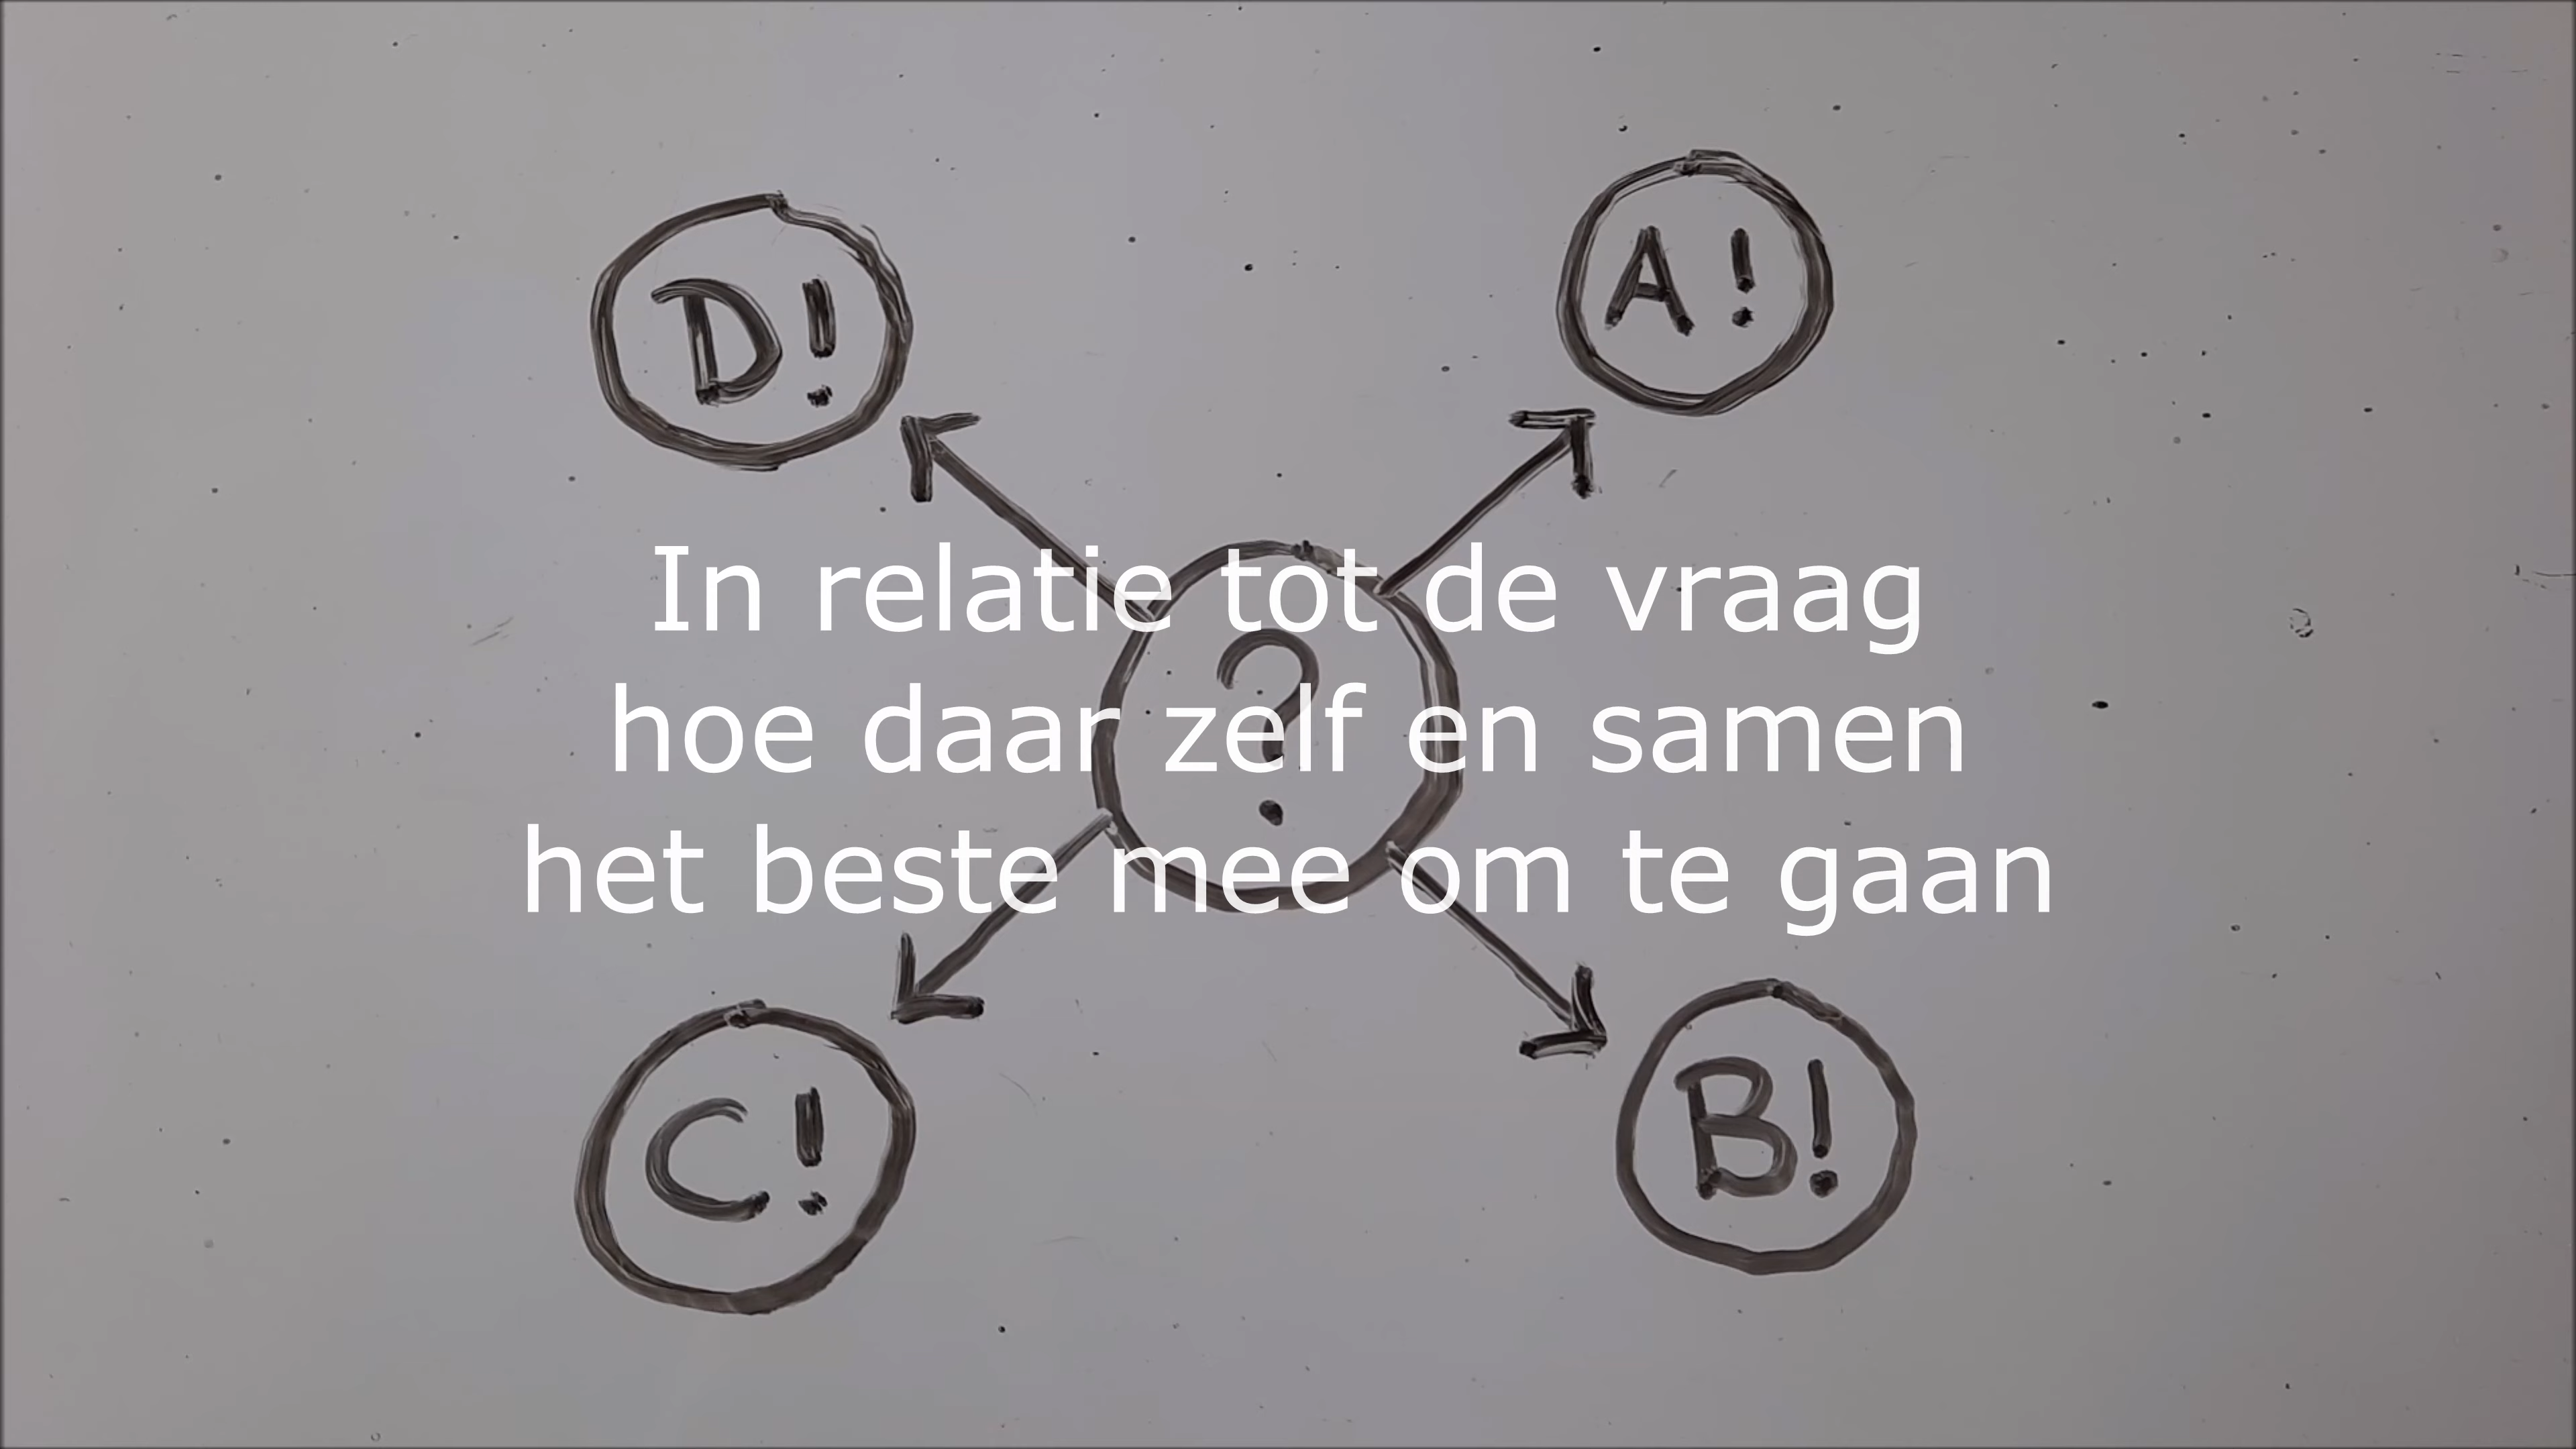 D!
A!
In relatie tot de vraag
?
hoe daar zelf en samen
het beste mee om te gaan
C!
B!